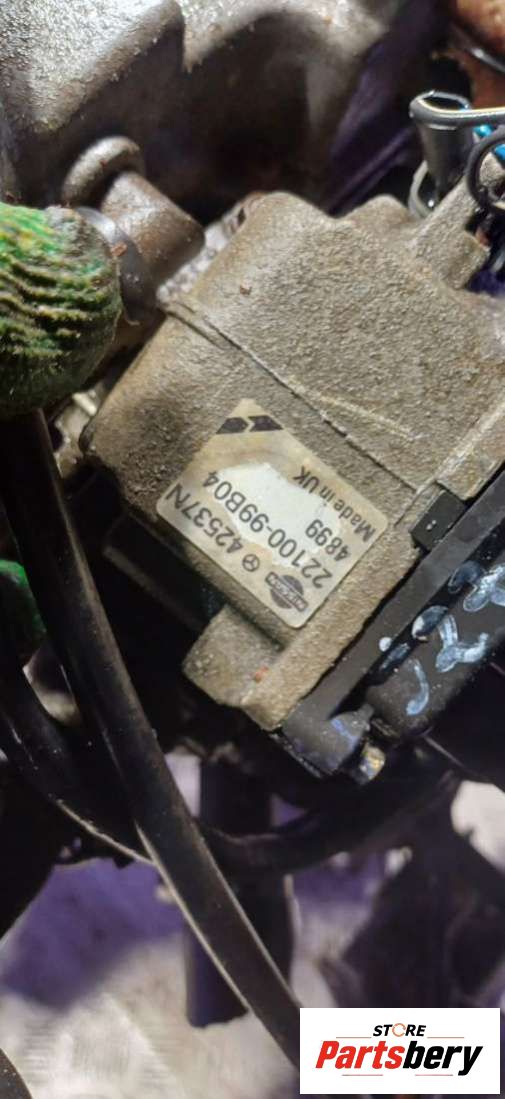 42537N
22100-99B04
NISSAN
4899
Made in UK
STORE
Partsbery